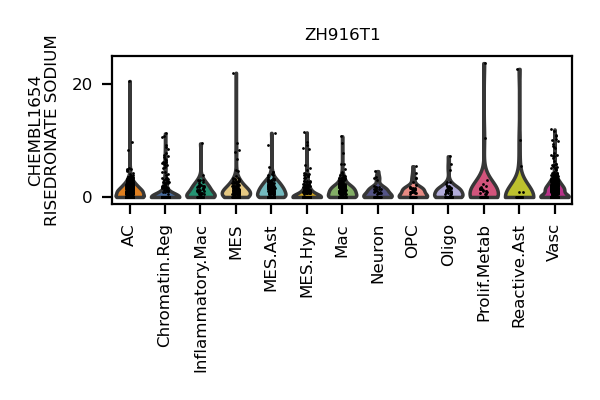 ZH916T1
CHEMBL1654
RISEDRONATE SODIUM
20
0
AC
Chromatin.Reg
Inflammatory.Mac
MES
MES.Ast
MES.Hyp
Mac
Neuron
OPC
Oligo
Prolif.Metab
Reactive.Ast
Vasc